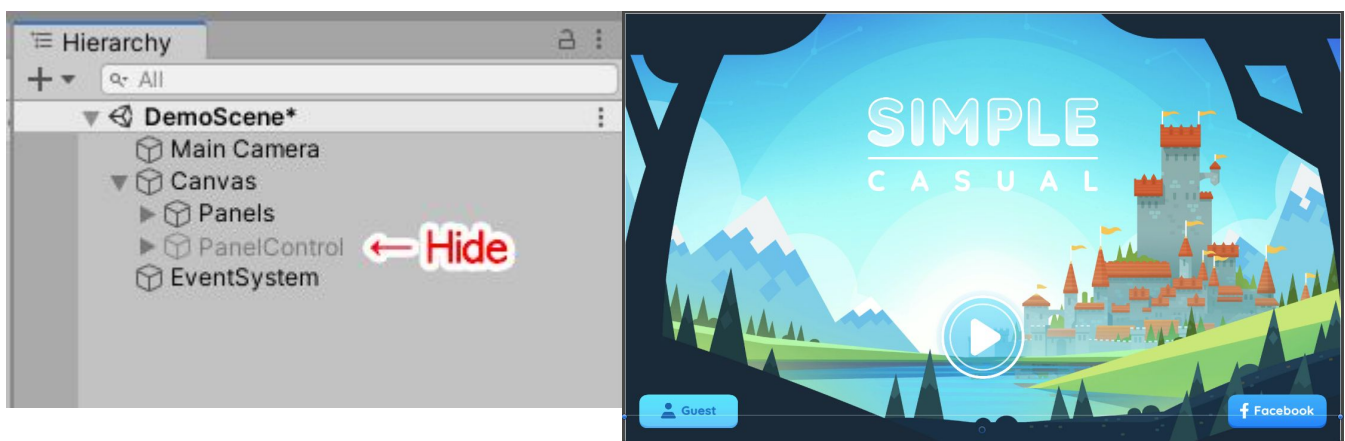 Hierarchy
All
DemoScene*
Main Camera
Canvas
Panels
PanelControl
←Hide
EventSystem
SIMPLE
CASUAL
Guest
Facebook